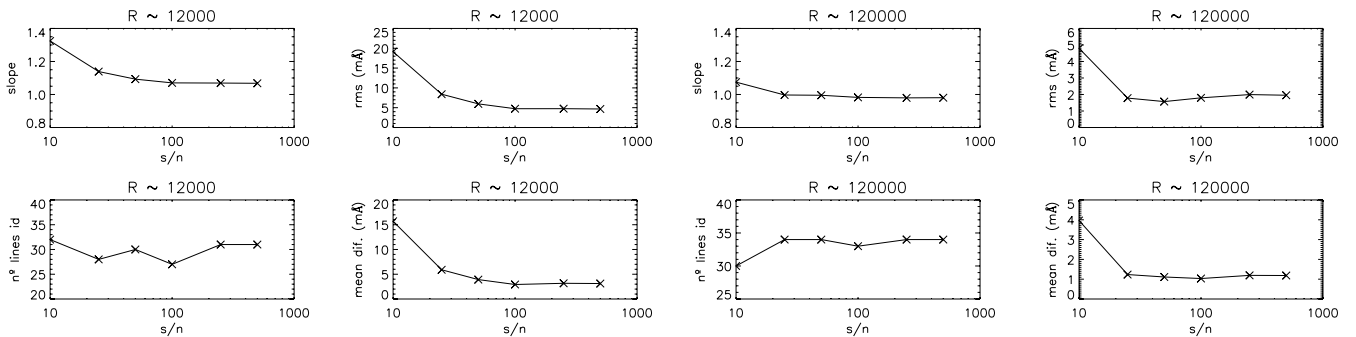 R ~ 12000
1.4
1.2
1.0
0.8
slope
10 100 1000
s/n
R ~ 12000
25
20
15
10
5
0
rms (mÅ)
10 100 1000
s/n
R ~ 120000
1.4
1.2
1.0
0.8
slope
10 100 1000
s/n
R ~ 120000
6
5
4
3
2
1
0
rms (mÅ)
10 100 1000
s/n
R ~ 12000
40
35
30
25
20
nº lines id
10 100 1000
s/n
R ~ 12000
20
15
10
5
0
mean dif. (mÅ)
10 100 1000
s/n
R ~ 120000
40
35
30
25
nº lines id
10 100 1000
s/n
R ~ 120000
5
4
3
2
1
0
mean dif. (mÅ)
10 100 1000
s/n